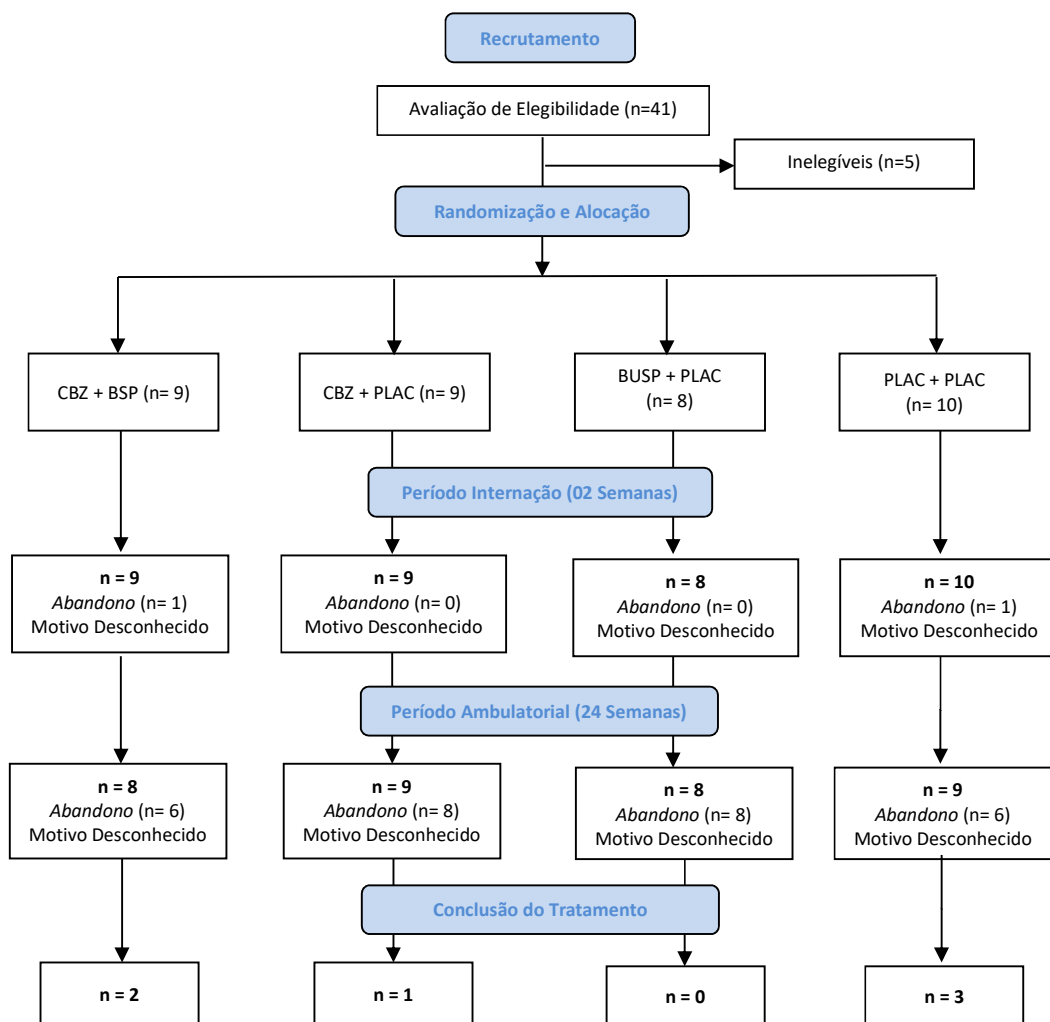 Recrutamento
Avaliação de Elegibilidade (n=41)
Inelegíveis (n=5)
Randomização e Alocação
CBZ + BSP (n= 9)
CBZ + PLAC (n= 9)
BUSP + PLAC
(n= 8)
PLAC + PLAC
(n= 10)
Período Internação (02 Semanas)
n = 9
Abandono (n= 1)
Motivo Desconhecido
n = 9
Abandono (n= 0)
Motivo Desconhecido
n = 8
Abandono (n= 0)
Motivo Desconhecido
n = 10
Abandono (n= 1)
Motivo Desconhecido
Período Ambulatorial (24 Semanas)
n = 8
Abandono (n= 6)
Motivo Desconhecido
n = 9
Abandono (n= 8)
Motivo Desconhecido
n = 8
Abandono (n= 8)
Motivo Desconhecido
n = 9
Abandono (n= 6)
Motivo Desconhecido
Conclusão do Tratamento
n = 2
n = 1
n = 0
n = 3